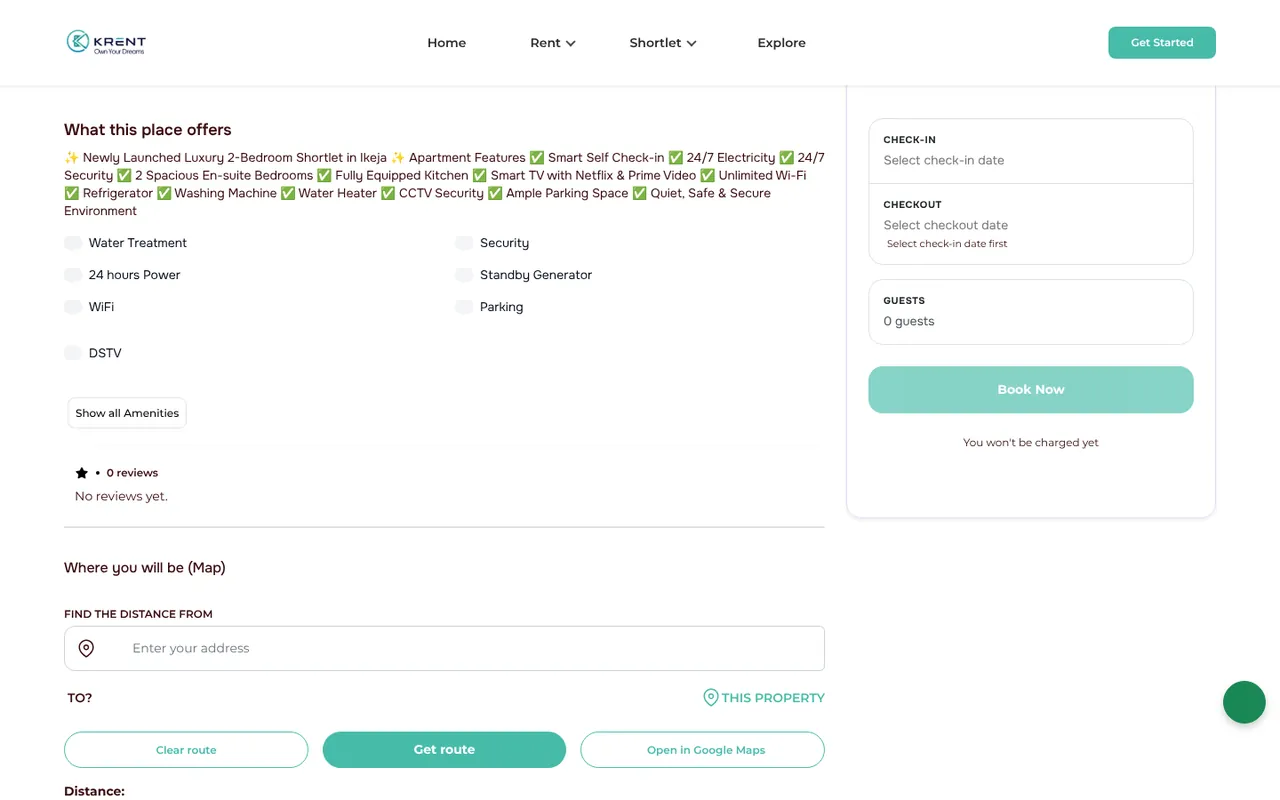 KRENT
Own Your Dreams
Home
Rent
Shortlet
Explore
Get Started
What this place offers
✨ Newly Launched Luxury 2-Bedroom Shortlet in Ikeja ✨ Apartment Features ✅ Smart Self Check-in ✅ 24/7 Electricity ✅ 24/7
Security ✅ 2 Spacious En-suite Bedrooms ✅ Fully Equipped Kitchen ✅ Smart TV with Netflix & Prime Video ✅ Unlimited Wi-Fi
✅ Refrigerator ✅ Washing Machine ✅ Water Heater ✅ CCTV Security ✅ Ample Parking Space ✅ Quiet, Safe & Secure
Environment
Water Treatment
Security
24 hours Power
Standby Generator
WiFi
Parking
DSTV
Show all Amenities
• 0 reviews
No reviews yet.
Where you will be (Map)
FIND THE DISTANCE FROM
Enter your address
TO?
THIS PROPERTY
Clear route
Get route
Open in Google Maps
Distance:
CHECK-IN
Select check-in date
CHECKOUT
Select checkout date
Select check-in date first
GUESTS
0 guests
Book Now
You won't be charged yet